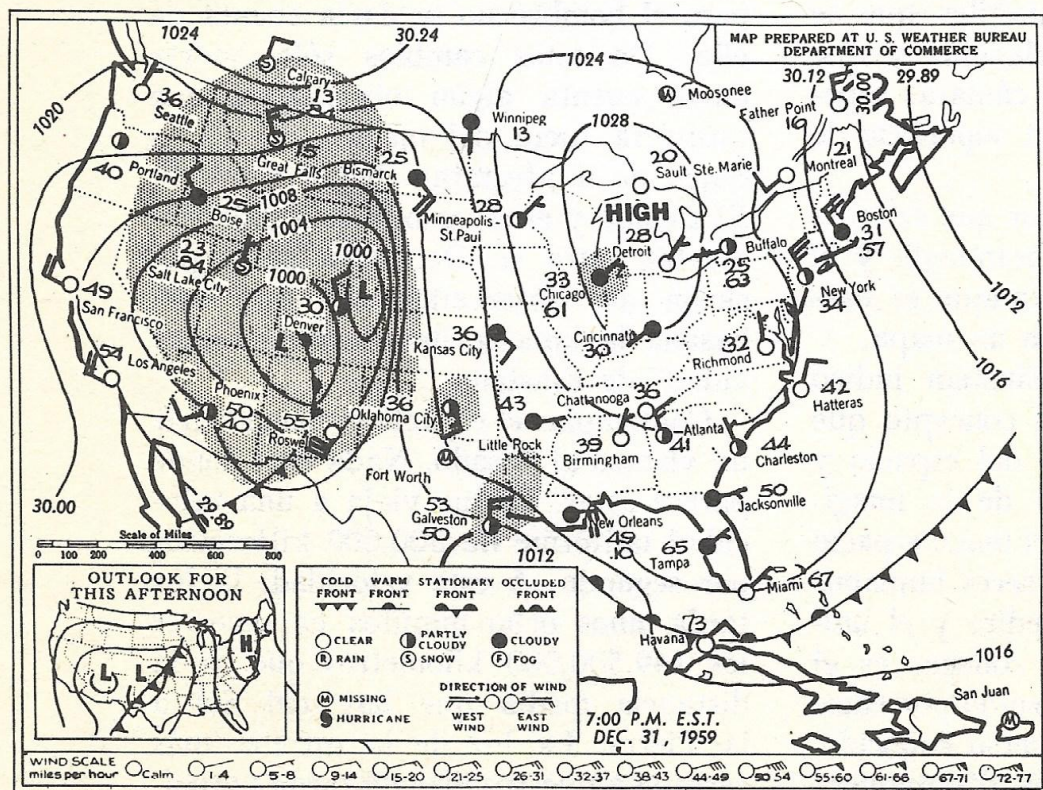 1024
30.24
1024
MAP PREPARED AT U. S. WEATHER BUREAU
DEPARTMENT OF COMMERCE
30.12
29.89
30.00
1020
36
Seattle
S
Calgary
13
M
Moosonee
Father Point
16
Winnipeg
13
1028
40
Portland
S
15
Great Falls
Bismarck
25
20
Sault Ste. Marie
21
Montreal
25
Boise
1008
28
Minneapolis -
St Paul
HIGH
28
Detroit
Boston
31
.57
23
.84
Salt Lake City
S
1004
1000
1000
L
Buffalo
25
.63
New York
34
1012
49
San Francisco
30
Denver
L
33
Chicago
.61
36
Kansas City
Cincinnati
30
32
Richmond
1016
54
Los Angeles
Phoenix
50
.40
55
Roswell
36
Oklahoma City
43
Little Rock
36
Chattanooga
42
Hatteras
39
Birmingham
41
Atlanta
44
Charleston
M
Fort Worth
30.00
29.80
53
Galveston
.50
F
New Orleans
49
.10
50
Jacksonville
65
Tampa
Miami
67
1012
Havana
73
1016
San Juan
M
Scale of Miles
0
200
400
600
800
OUTLOOK FOR
THIS AFTERNOON
L
L
H
COLD FRONT
WARM FRONT
STATIONARY FRONT
OCCLUDED FRONT
CLEAR
PARTLY CLOUDY
CLOUDY
R RAIN
S SNOW
F FOG
M MISSING
HURRICANE
DIRECTION OF WIND
WEST WIND
EAST WIND
7:00 P.M. E.S.T.
DEC. 31, 1959
WIND SCALE
miles per hour
Calm
1-4
5-8
9-14
15-20
21-25
26-31
32-37
38-43
44-49
50-54
55-60
61-66
67-71
72-77